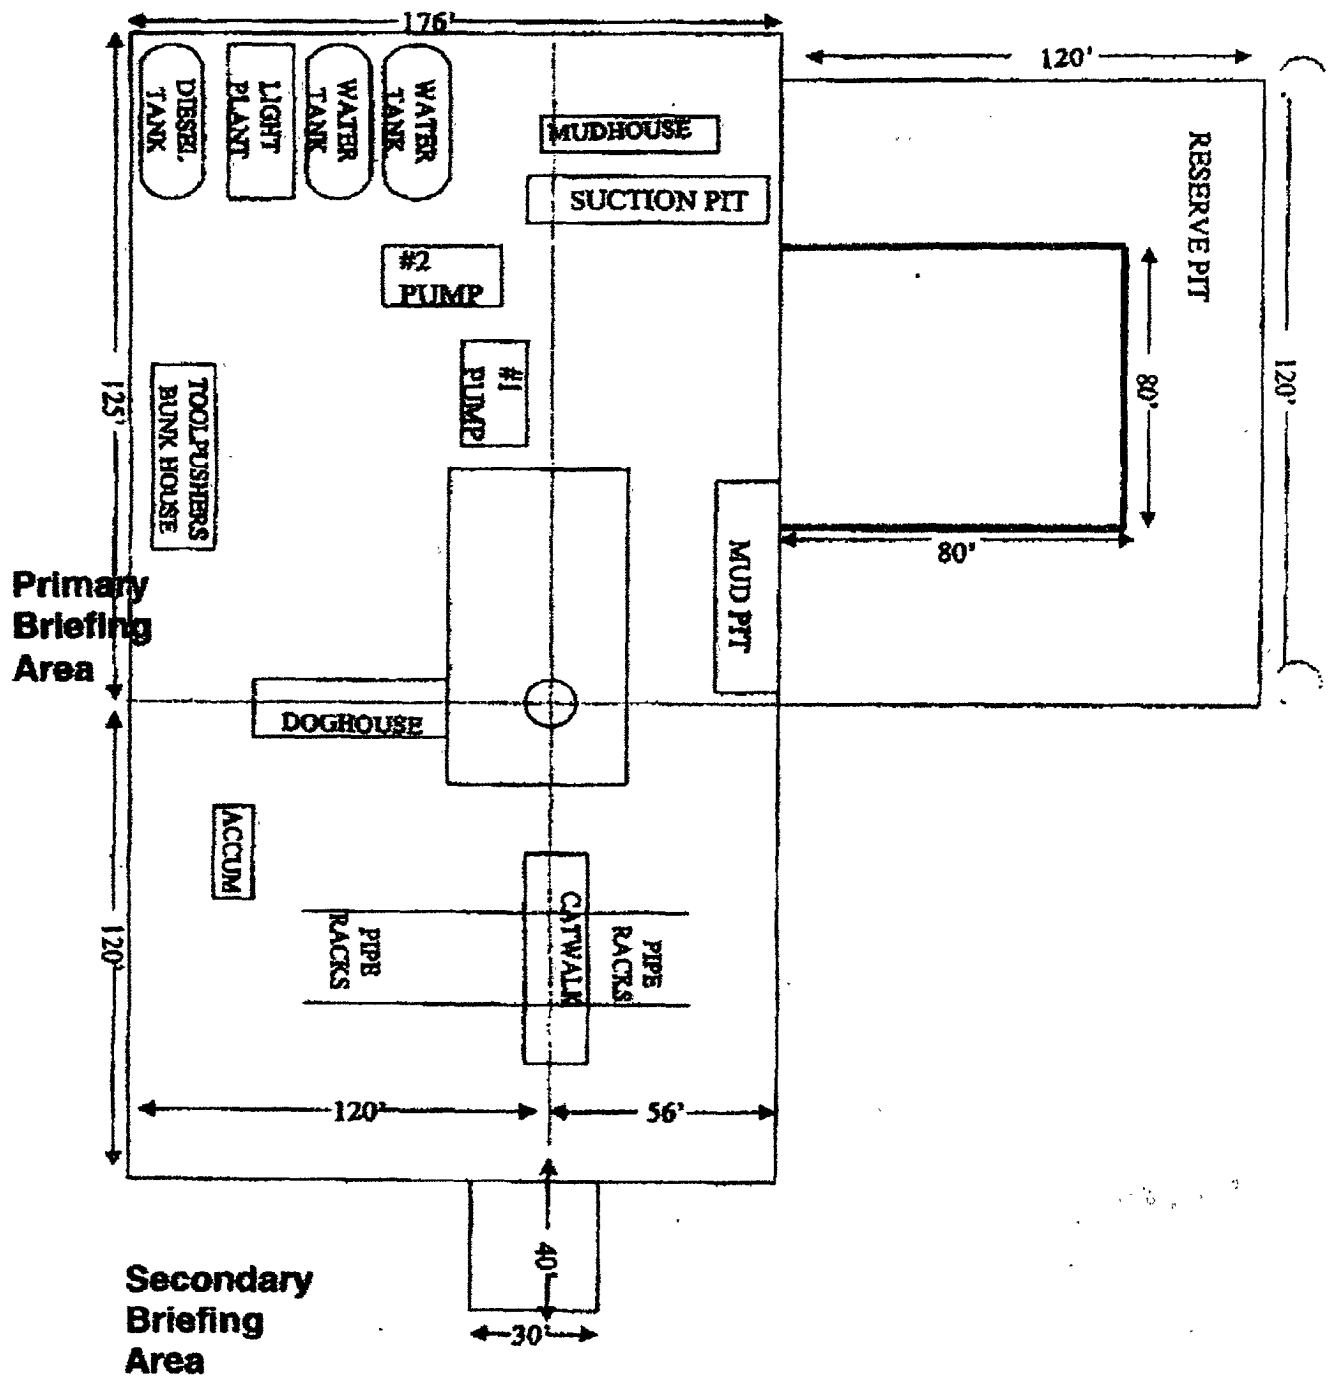 176'
120'
DIESEL
TANK
LIGHT
PLANT
WATER
TANK
WATER
TANK
MUDHOUSE
SUCTION PIT
RESERVE PIT
#2
PUMP
#1
PUMP
125'
TOOLPUSHERS
BUNK HOUSE
80'
120'
80'
MUD PIT
Primary
Briefing
Area
DOGHOUSE
ACCUM
120'
PIPE
RACKS
CATWALK
PIPE
RACKS
120'
56'
40'
30'
Secondary
Briefing
Area